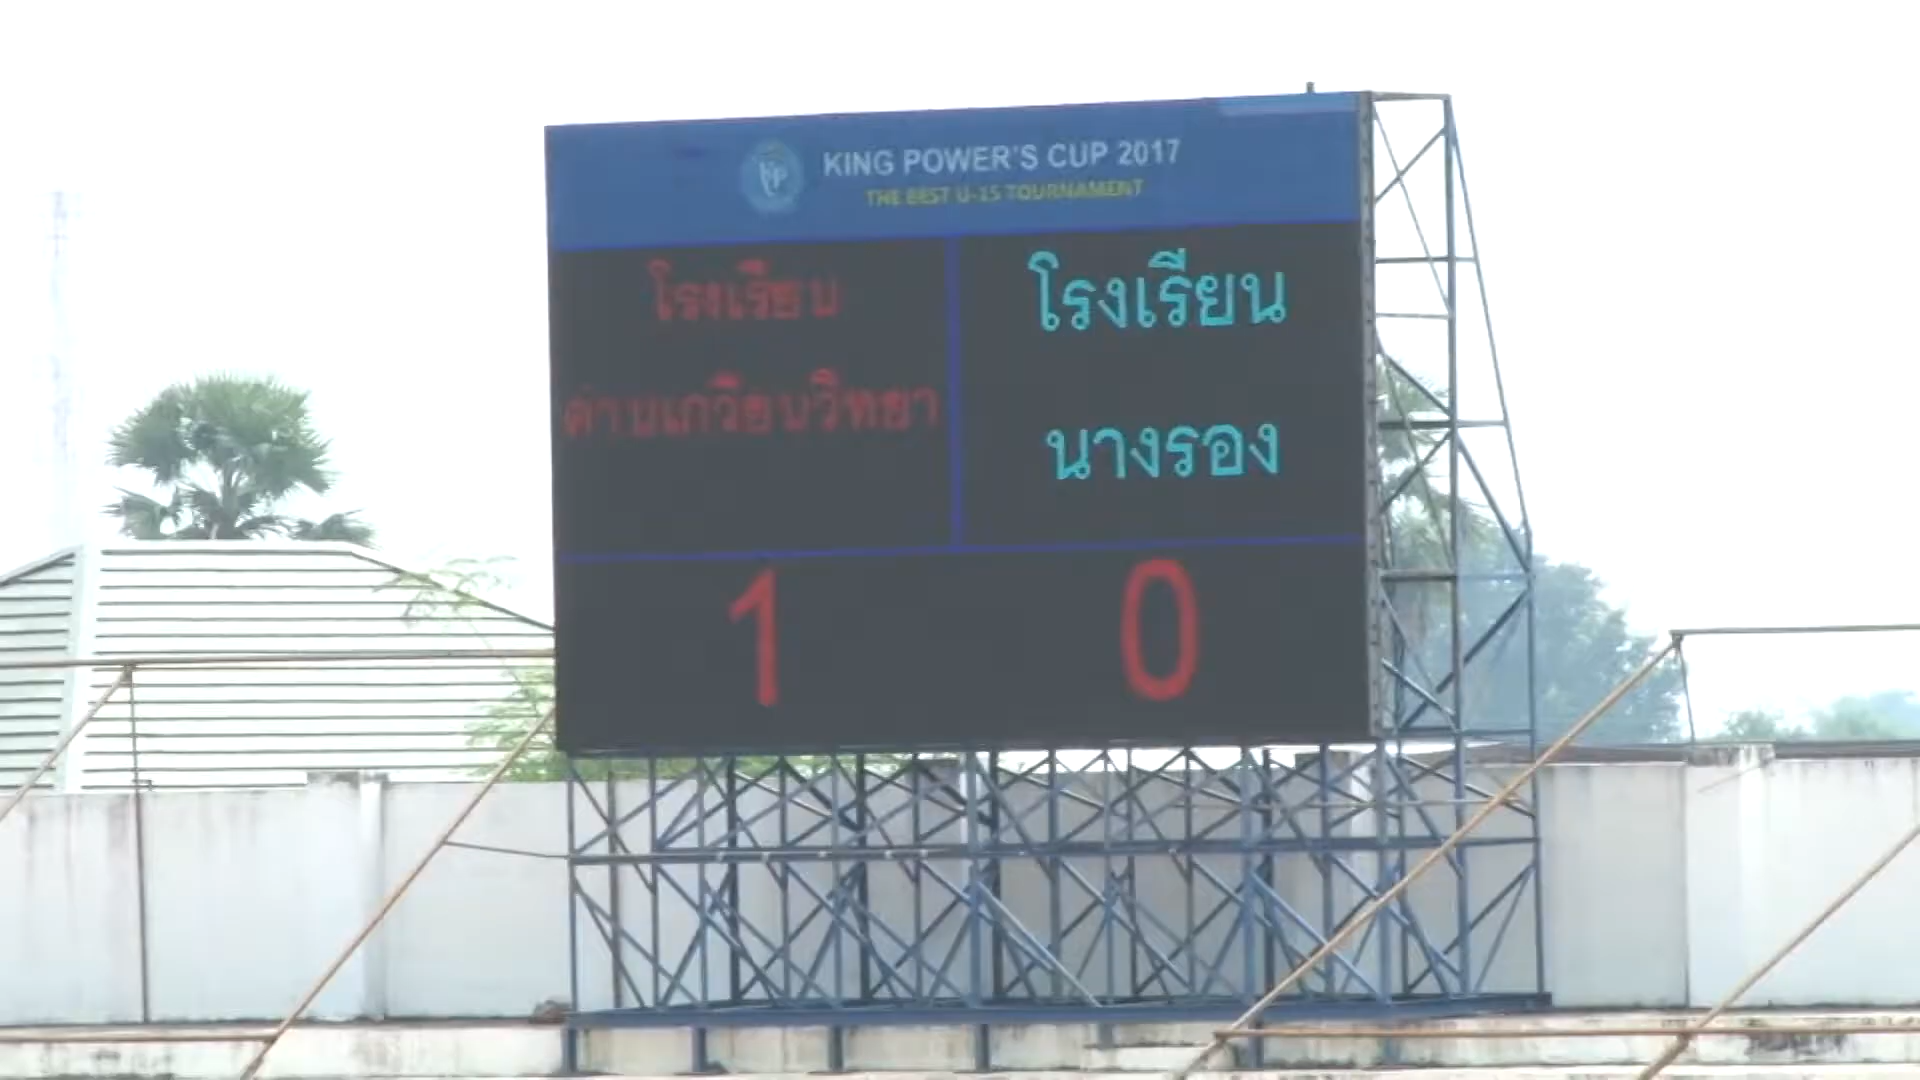 KING POWER'S CUP 2017
THE BEST U-15 TOURNAMENT
โรงเรียน
ด่านเกวียนวิทยา
โรงเรียน
นางรอง
1 0